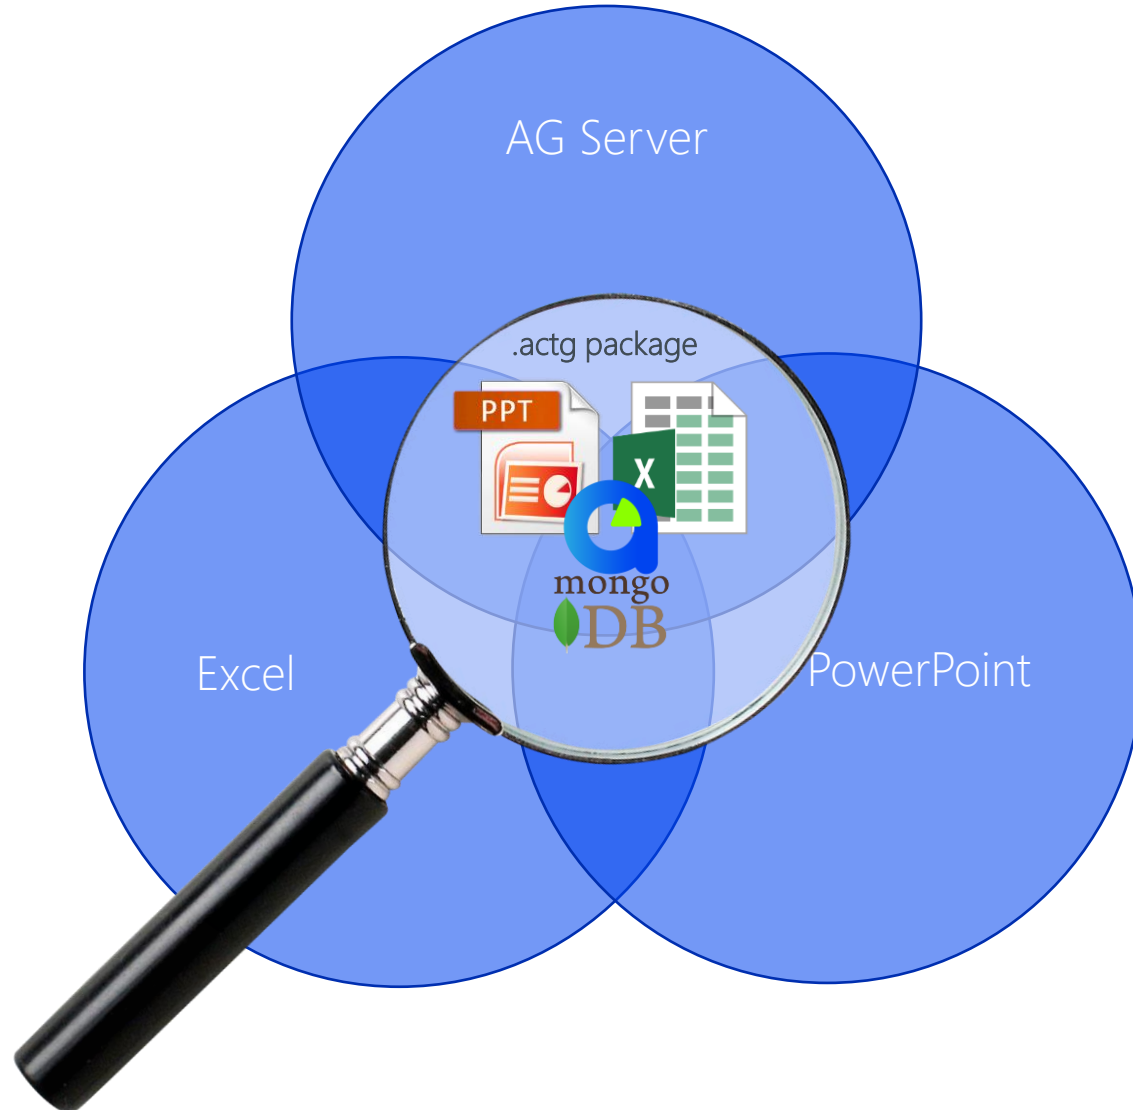 AG Server
.actg package
PPT
X
mongo
DB
Excel
PowerPoint